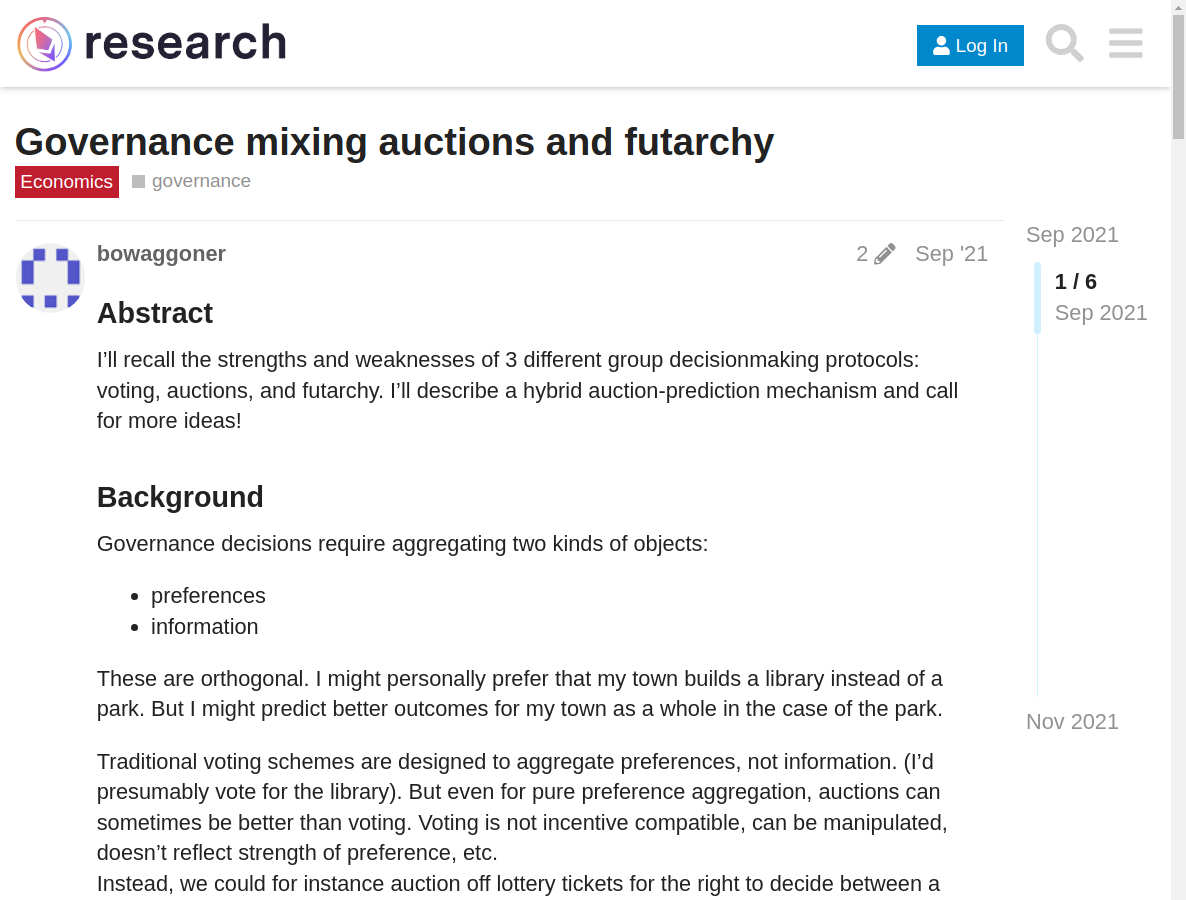 research
Log In
Governance mixing auctions and futarchy
Economics
governance
Sep 2021
bowaggoner
2
Sep '21
1 / 6
Sep 2021
Abstract
I’ll recall the strengths and weaknesses of 3 different group decisionmaking protocols:
voting, auctions, and futarchy. I’ll describe a hybrid auction-prediction mechanism and call
for more ideas!
Background
Governance decisions require aggregating two kinds of objects:
• preferences
• information
These are orthogonal. I might personally prefer that my town builds a library instead of a
park. But I might predict better outcomes for my town as a whole in the case of the park.
Nov 2021
Traditional voting schemes are designed to aggregate preferences, not information. (I’d
presumably vote for the library). But even for pure preference aggregation, auctions can
sometimes be better than voting. Voting is not incentive compatible, can be manipulated,
doesn’t reflect strength of preference, etc.
Instead, we could for instance auction off lottery tickets for the right to decide between a